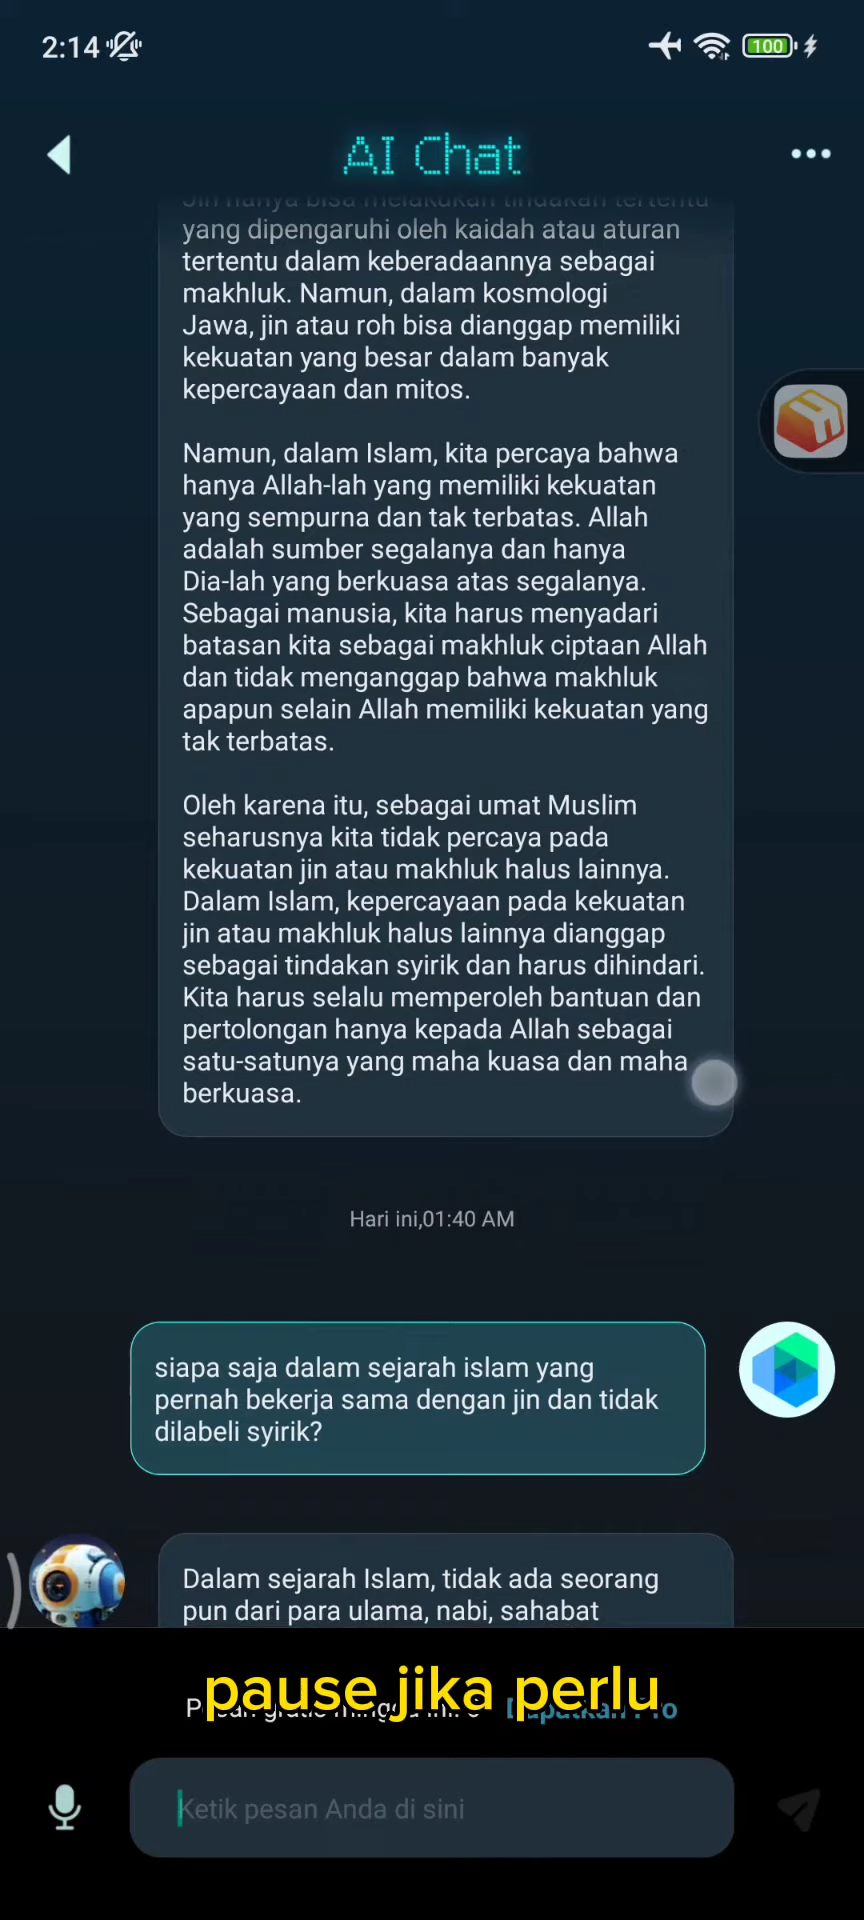 2:14
100
AI Chat
Jin hanya bisa melakukan tindakan tertentu
yang dipengaruhi oleh kaidah atau aturan
tertentu dalam keberadaannya sebagai
makhluk. Namun, dalam kosmologi
Jawa, jin atau roh bisa dianggap memiliki
kekuatan yang besar dalam banyak
kepercayaan dan mitos.
Namun, dalam Islam, kita percaya bahwa
hanya Allah-lah yang memiliki kekuatan
yang sempurna dan tak terbatas. Allah
adalah sumber segalanya dan hanya
Dia-lah yang berkuasa atas segalanya.
Sebagai manusia, kita harus menyadari
batasan kita sebagai makhluk ciptaan Allah
dan tidak menganggap bahwa makhluk
apapun selain Allah memiliki kekuatan yang
tak terbatas.
Oleh karena itu, sebagai umat Muslim
seharusnya kita tidak percaya pada
kekuatan jin atau makhluk halus lainnya.
Dalam Islam, kepercayaan pada kekuatan
jin atau makhluk halus lainnya dianggap
sebagai tindakan syirik dan harus dihindari.
Kita harus selalu memperoleh bantuan dan
pertolongan hanya kepada Allah sebagai
satu-satunya yang maha kuasa dan maha
berkuasa.
Hari ini,01:40 AM
siapa saja dalam sejarah islam yang
pernah bekerja sama dengan jin dan tidak
dilabeli syirik?
Dalam sejarah Islam, tidak ada seorang
pun dari para ulama, nabi, sahabat
pause jika perlu
Ketik pesan Anda di sini